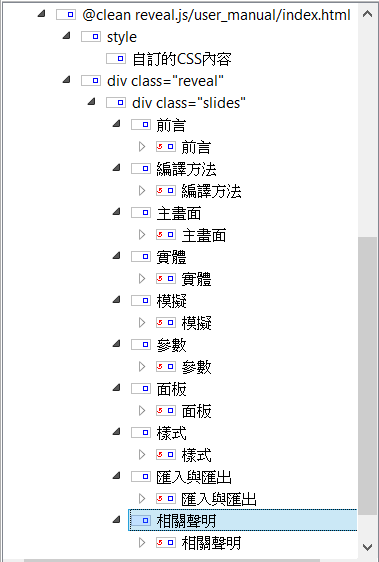 @clean reveal.js/user_manual/index.html
style
自訂的CSS內容
div class="reveal"
div class="slides"
前言
前言
編譯方法
編譯方法
主畫面
主畫面
實體
實體
模擬
模擬
參數
參數
面板
面板
樣式
樣式
匯入與匯出
匯入與匯出
相關聲明
相關聲明